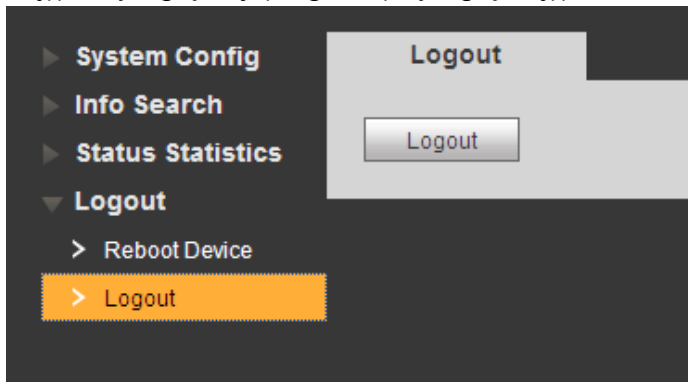 System Config
Info Search
Status Statistics
Logout
> Reboot Device
> Logout
Logout
Logout